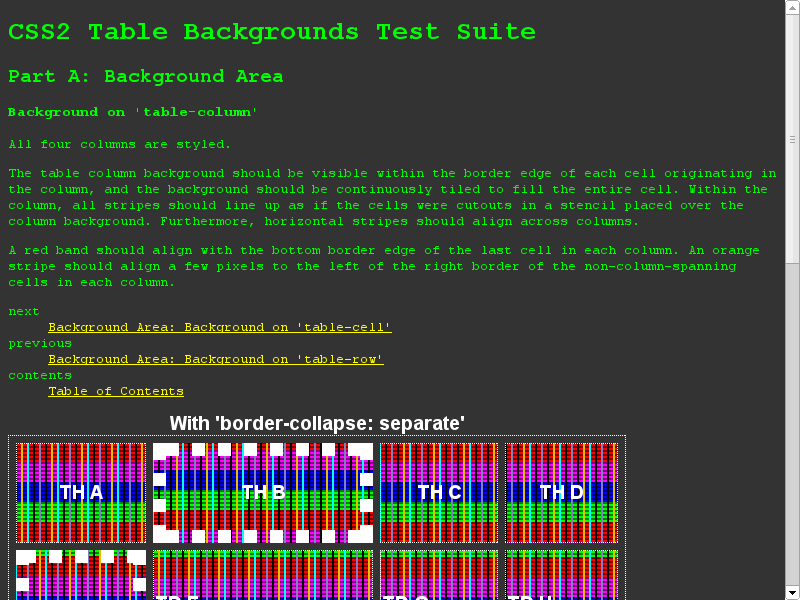 CSS2 Table Backgrounds Test Suite
Part A: Background Area
Background on 'table-column'
All four columns are styled.
The table column background should be visible within the border edge of each cell originating in
the column, and the background should be continuously tiled to fill the entire cell. Within the
column, all stripes should line up as if the cells were cutouts in a stencil placed over the
column background. Furthermore, horizontal stripes should align across columns.
A red band should align with the bottom border edge of the last cell in each column. An orange
stripe should align a few pixels to the left of the right border of the non-column-spanning
cells in each column.
next
Background Area: Background on 'table-cell'
previous
Background Area: Background on 'table-row'
contents
Table of Contents
With 'border-collapse: separate'
TH A TH B TH C TH D